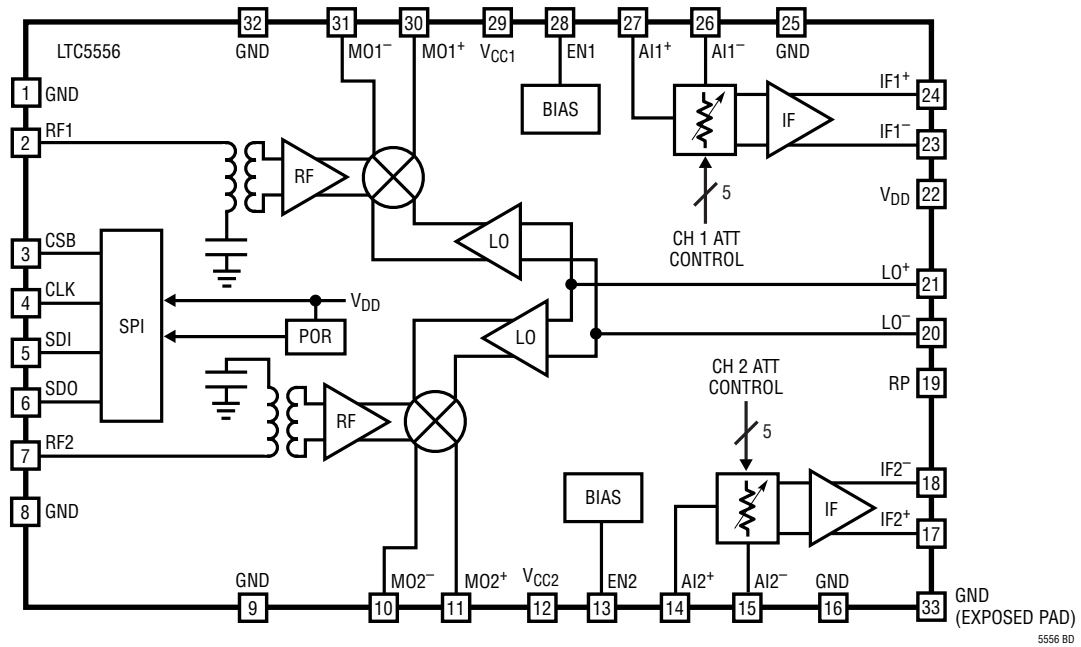 32 31 30 29 28 27 26 25
LTC5556
GND MO1⁻ MO1⁺ VCC1 EN1 AI1⁺ AI1⁻ GND
1 GND
BIAS
IF1⁺
24
2 RF1
IF
IF1⁻
23
RF
5
VDD 22
CH 1 ATT
CONTROL
LO
3 CSB
LO⁺
21
4 CLK
VDD
SPI
POR
LO
LO⁻
20
5 SDI
CH 2 ATT
CONTROL
RP 19
6 SDO
RF
5
7 RF2
IF2⁻
18
BIAS
IF
IF2⁺
17
8 GND
GND MO2⁻ MO2⁺ VCC2 EN2 AI2⁺ AI2⁻ GND
9 10 11 12 13 14 15 16 33
GND
(EXPOSED PAD)
5556 BD